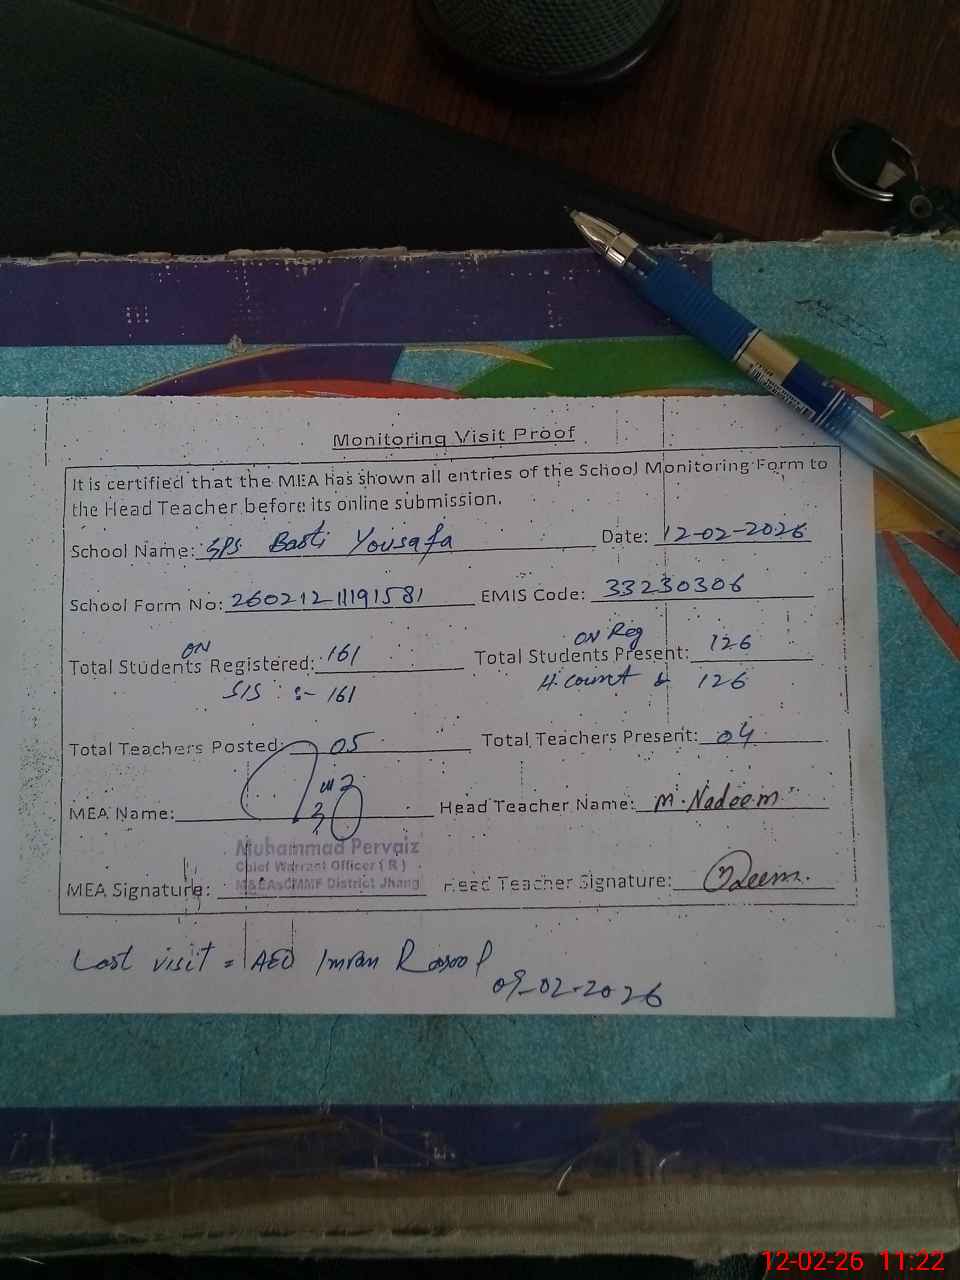 Monitoring Visit Proof
It is certified that the MEA has shown all entries of the School Monitoring Form to
the Head Teacher before its online submission.
School Name: GPS Basti Yousafa Date: 12-02-2026
School Form No: 26021211191581 EMIS Code: 33230306
ON ON Reg
Total Students Registered: 161 Total Students Present: 126
SIS :- 161 H. count 126
Total Teachers Posted: 05 Total Teachers Present: 04
MEA Name: Head Teacher Name: M. Nadeem
Muhammad Pervaiz
Chief Warrant Officer ( R )
M&EAsCMMF District Jhang
MEA Signature: Head Teacher Signature: Nadeem.
Last visit = AEO Imran Rasool
09-02-2026
12-02-26 11:22